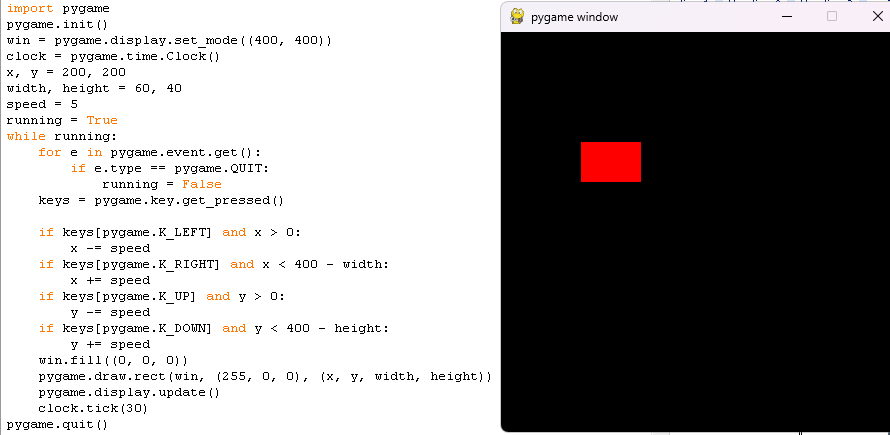 import pygame
pygame.init()
win = pygame.display.set_mode((400, 400))
clock = pygame.time.Clock()
x, y = 200, 200
width, height = 60, 40
speed = 5
running = True
while running:
    for e in pygame.event.get():
        if e.type == pygame.QUIT:
            running = False
    keys = pygame.key.get_pressed()

    if keys[pygame.K_LEFT] and x > 0:
        x -= speed
    if keys[pygame.K_RIGHT] and x < 400 - width:
        x += speed
    if keys[pygame.K_UP] and y > 0:
        y -= speed
    if keys[pygame.K_DOWN] and y < 400 - height:
        y += speed
    win.fill((0, 0, 0))
    pygame.draw.rect(win, (255, 0, 0), (x, y, width, height))
    pygame.display.update()
    clock.tick(30)
pygame.quit()
pygame window